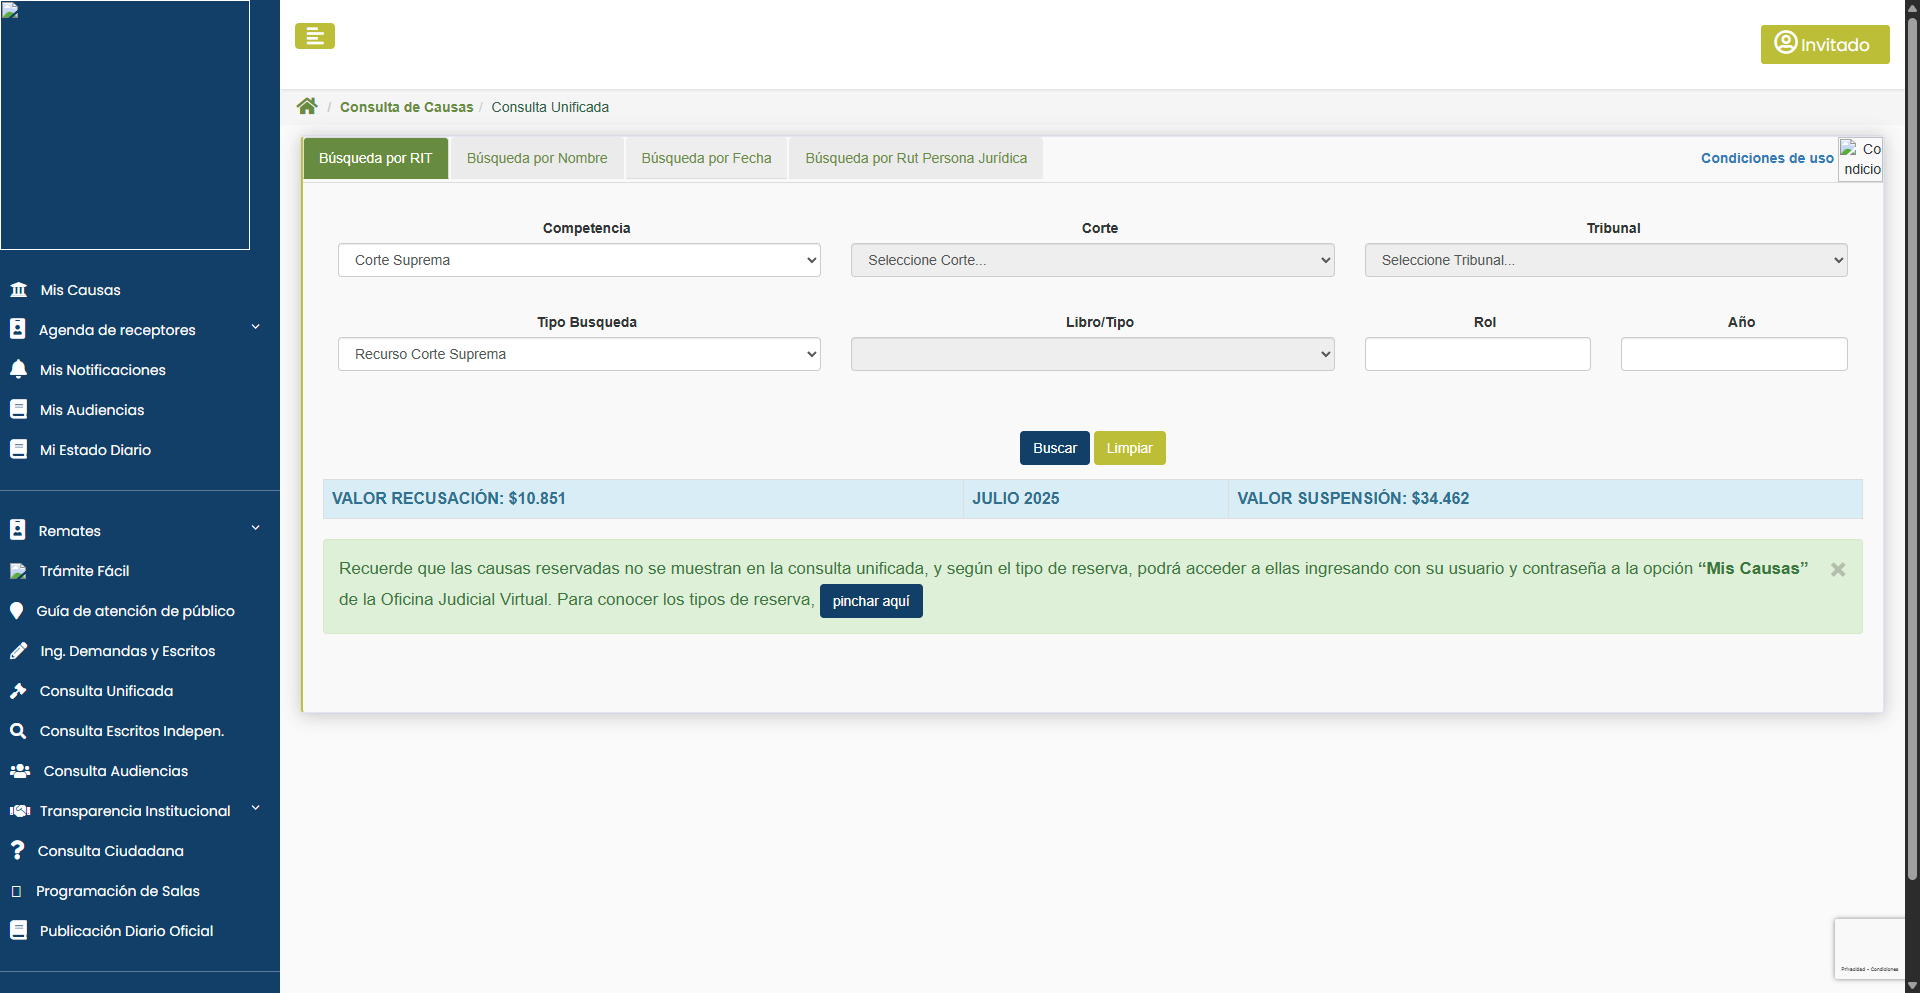 Invitado
/ Consulta de Causas / Consulta Unificada
Búsqueda por RIT
Búsqueda por Nombre
Búsqueda por Fecha
Búsqueda por Rut Persona Jurídica
Condiciones de uso
Co
ndicio
Competencia
Corte
Tribunal
Corte Suprema
Seleccione Corte...
Seleccione Tribunal...
Tipo Busqueda
Libro/Tipo
Rol
Año
Recurso Corte Suprema
Buscar
Limpiar
VALOR RECUSACIÓN: $10.851
JULIO 2025
VALOR SUSPENSIÓN: $34.462
Recuerde que las causas reservadas no se muestran en la consulta unificada, y según el tipo de reserva, podrá acceder a ellas ingresando con su usuario y contraseña a la opción “Mis Causas” ×
de la Oficina Judicial Virtual. Para conocer los tipos de reserva, pinchar aquí
Mis Causas
Agenda de receptores
Mis Notificaciones
Mis Audiencias
Mi Estado Diario
Remates
Trámite Fácil
Guía de atención de público
Ing. Demandas y Escritos
Consulta Unificada
Consulta Escritos Indepen.
Consulta Audiencias
Transparencia Institucional
Consulta Ciudadana
Programación de Salas
Publicación Diario Oficial
Privacidad - Condiciones